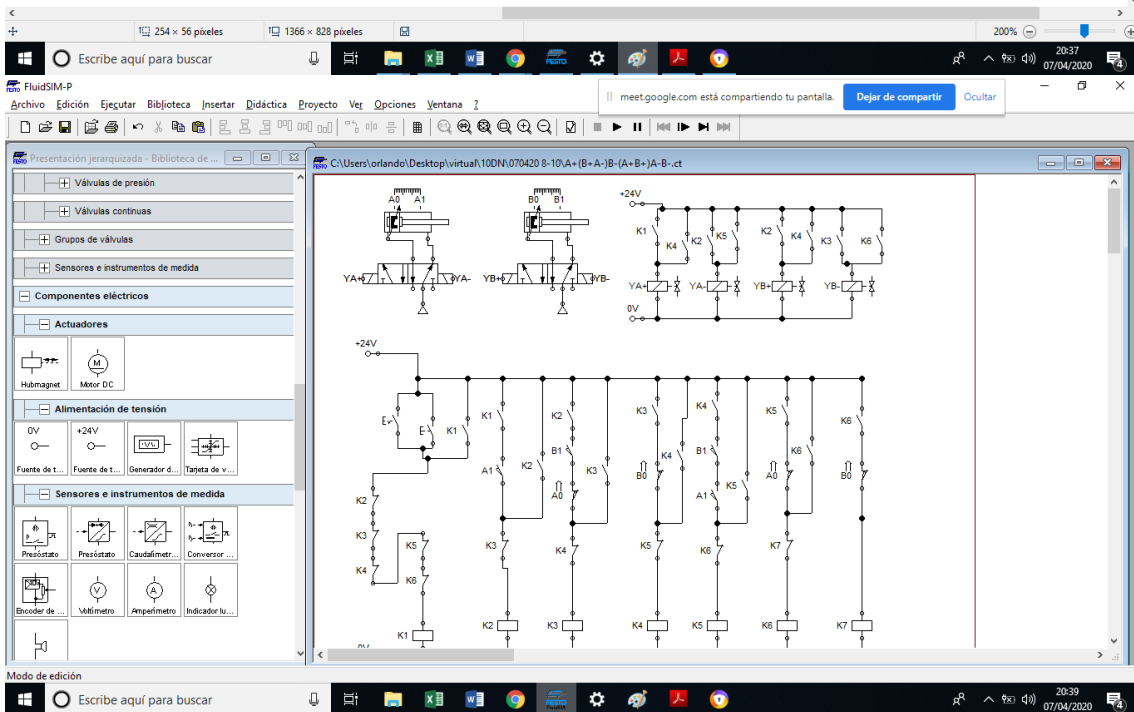 254 × 56 píxeles
1366 × 828 píxeles
200%
Escribe aquí para buscar
20:37
07/04/2020
4
FluidSIM-P
Archivo Edición Ejecutar Biblioteca Insertar Didáctica Proyecto Ver Opciones Ventana ?
meet.google.com está compartiendo tu pantalla.
Dejar de compartir
Ocultar
Presentación jerarquizada - Biblioteca de ...
C:\Users\orlando\Desktop\virtual\10DN\070420 8-10\A+(B+A-)B-(A+B+)A-B-.ct
Válvulas de presión
Válvulas continuas
Grupos de válvulas
Sensores e instrumentos de medida
Componentes eléctricos
Actuadores
Hubmagnet
Motor DC
Alimentación de tensión
0V
+24V
Fuente de t...
Fuente de t...
Generador d...
Tarjeta de v...
Sensores e instrumentos de medida
Presóstato
Presóstato
Caudalímetr...
Conversor ...
Encoder de ...
Voltímetro
Amperímetro
Indicador lu...
A0 A1
B0 B1
YA+ YA-
YB+ YB-
+24V
K1 K4 K2 K5 K2 K4 K3 K6
YA+ YA- YB+ YB-
0V
+24V
E
E
K1
K1
K2
K3
K4
K5
K6
K1
A1
K2
K3
K2
B1
A0
K3
K4
K3
B0
K4
K5
K4
B1
A1
K5
K6
K5
A0
K6
K7
K6
B0
K1 K2 K3 K4 K5 K6 K7
Modo de edición
Escribe aquí para buscar
20:39
07/04/2020
4